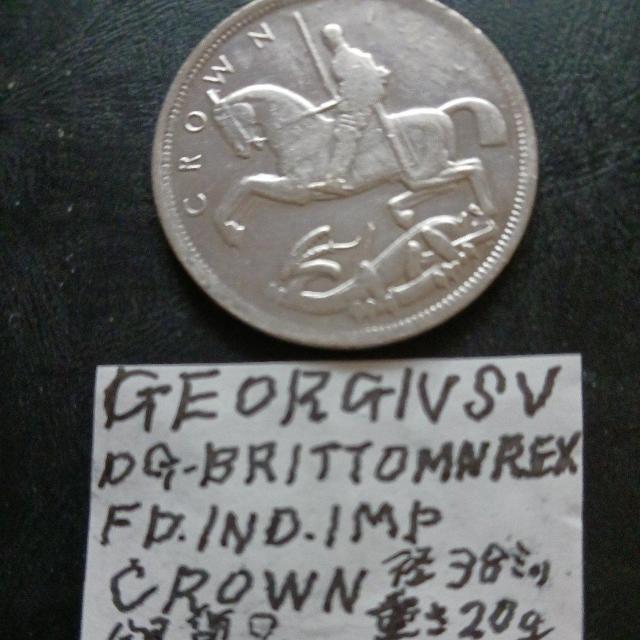 CROWN
GEORGIVSV
DG-BRITTOMNREX
FD.IND.IMP
CROWN 径38ミリ
重さ20g